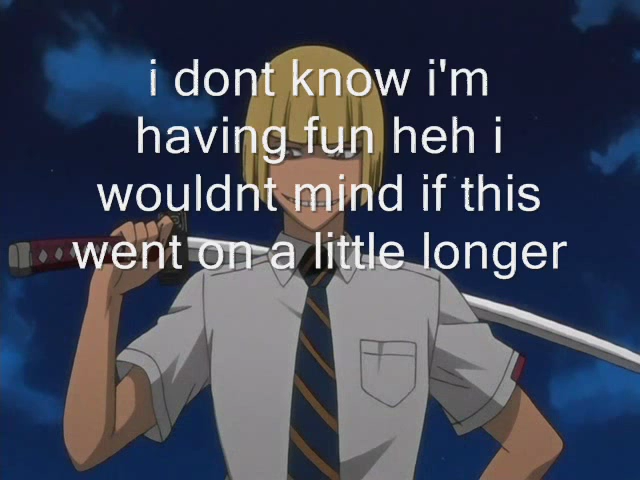 i dont know i'm
having fun heh i
wouldnt mind if this
went on a little longer